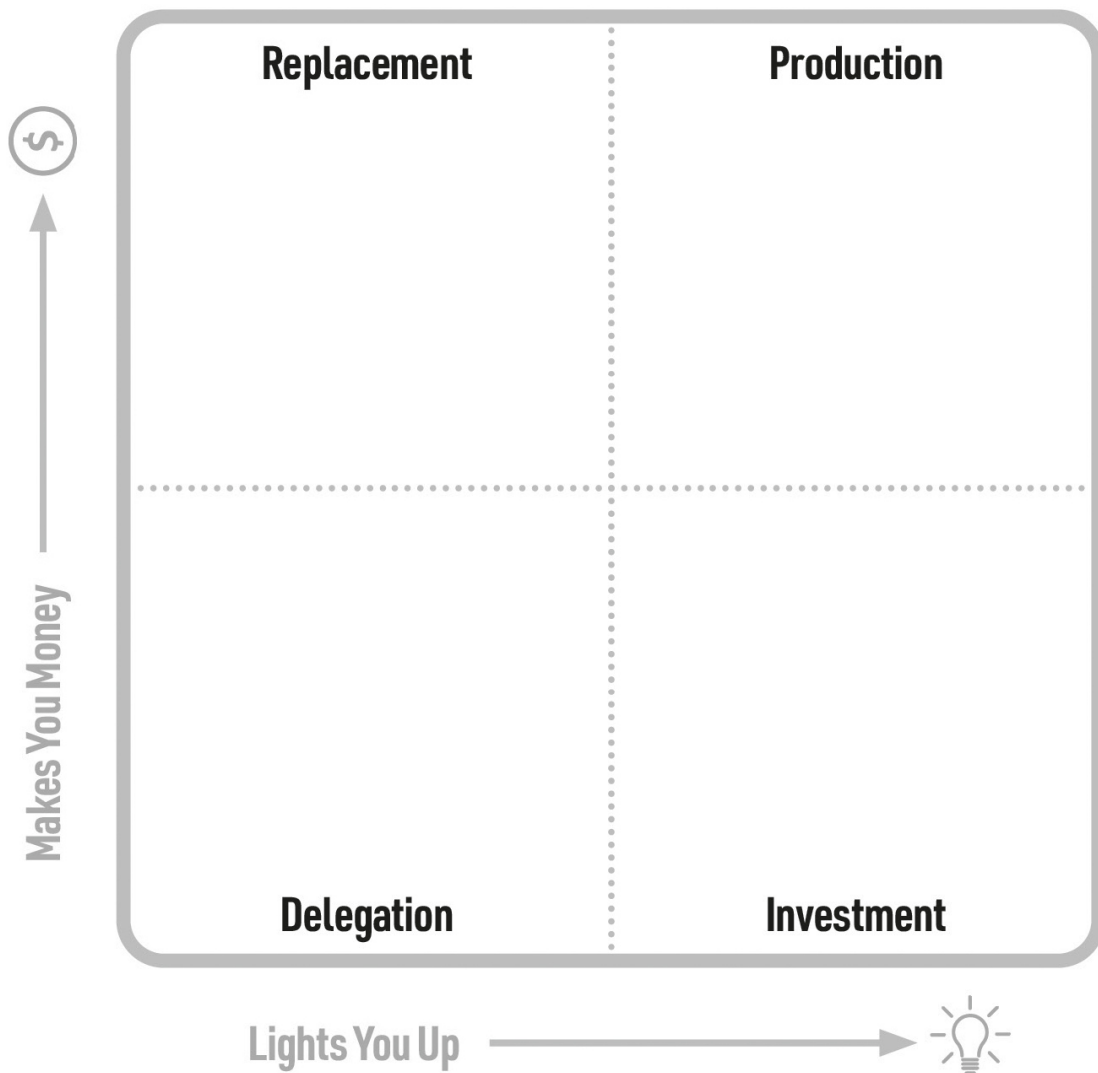 Replacement
Production
$
Makes You Money
Delegation
Investment
Lights You Up